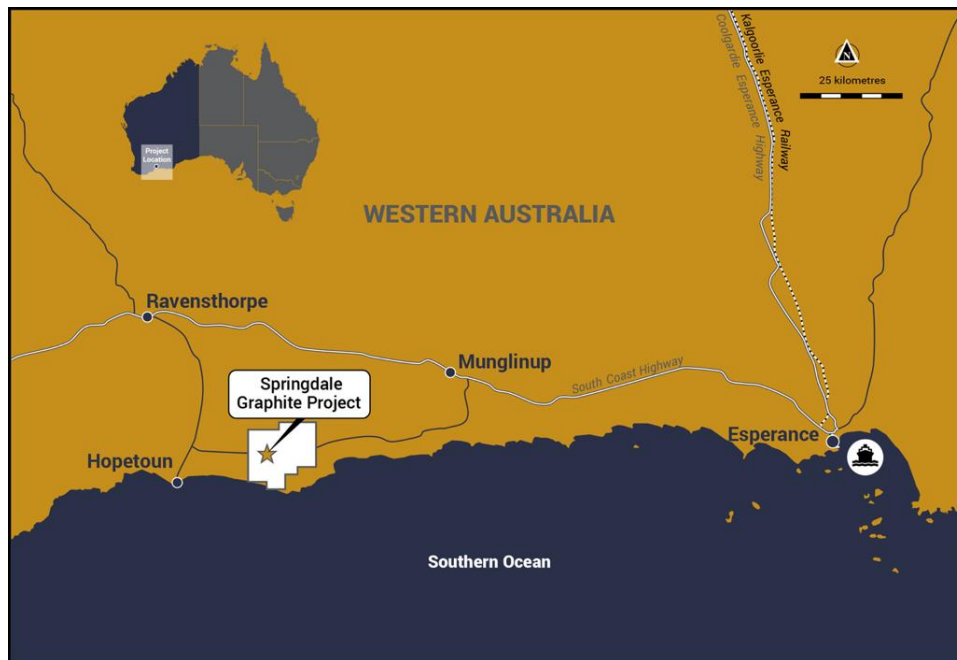 Kalgoorlie Esperance Railway
Coolgardie Esperance Highway
N
25 kilometres
Project
Location
WESTERN AUSTRALIA
Ravensthorpe
Munglinup
South Coast Highway
Springdale
Graphite Project
Esperance
Hopetoun
Southern Ocean